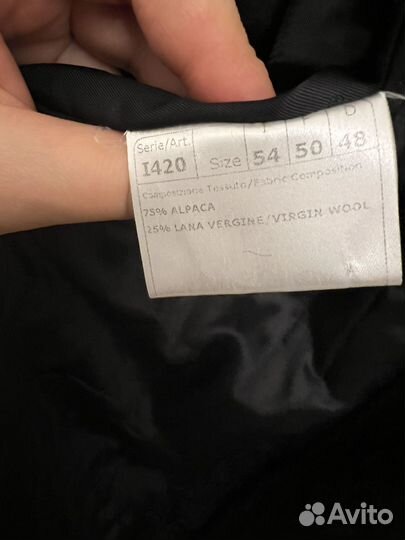 Serie/Art. I F D
I420 Size 54 50 48
Composizione Tessuto/Fabric Composition
75% ALPACA
25% LANA VERGINE/VIRGIN WOOL
Avito